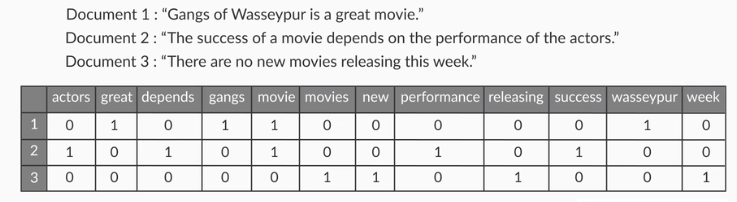 Document 1 : “Gangs of Wasseypur is a great movie.”
Document 2 : “The success of a movie depends on the performance of the actors.”
Document 3 : “There are no new movies releasing this week.”
actors great depends gangs movie movies new performance releasing success wasseypur week
1 0 1 0 1 1 0 0 0 0 0 1 0
2 1 0 1 0 1 0 0 1 0 1 0 0
3 0 0 0 0 0 1 1 0 1 0 0 1